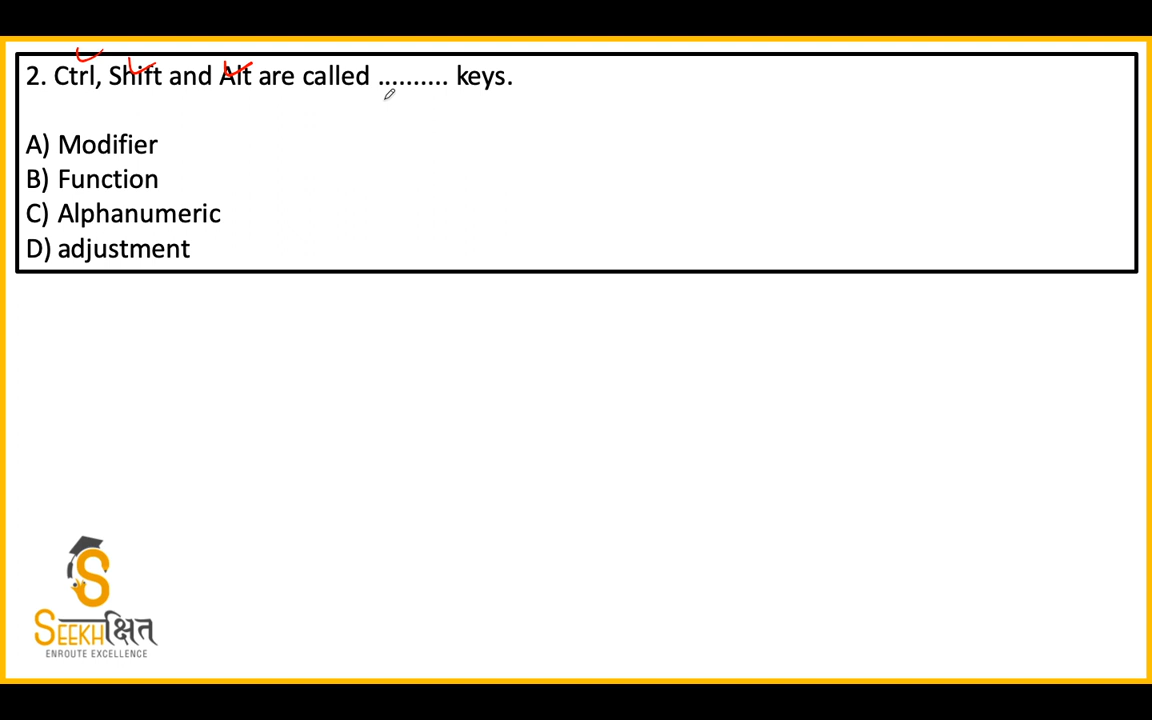 2. Ctrl, Shift and Alt are called .......... keys.
A) Modifier
B) Function
C) Alphanumeric
D) adjustment
SEEKHक्षित
ENROUTE EXCELLENCE